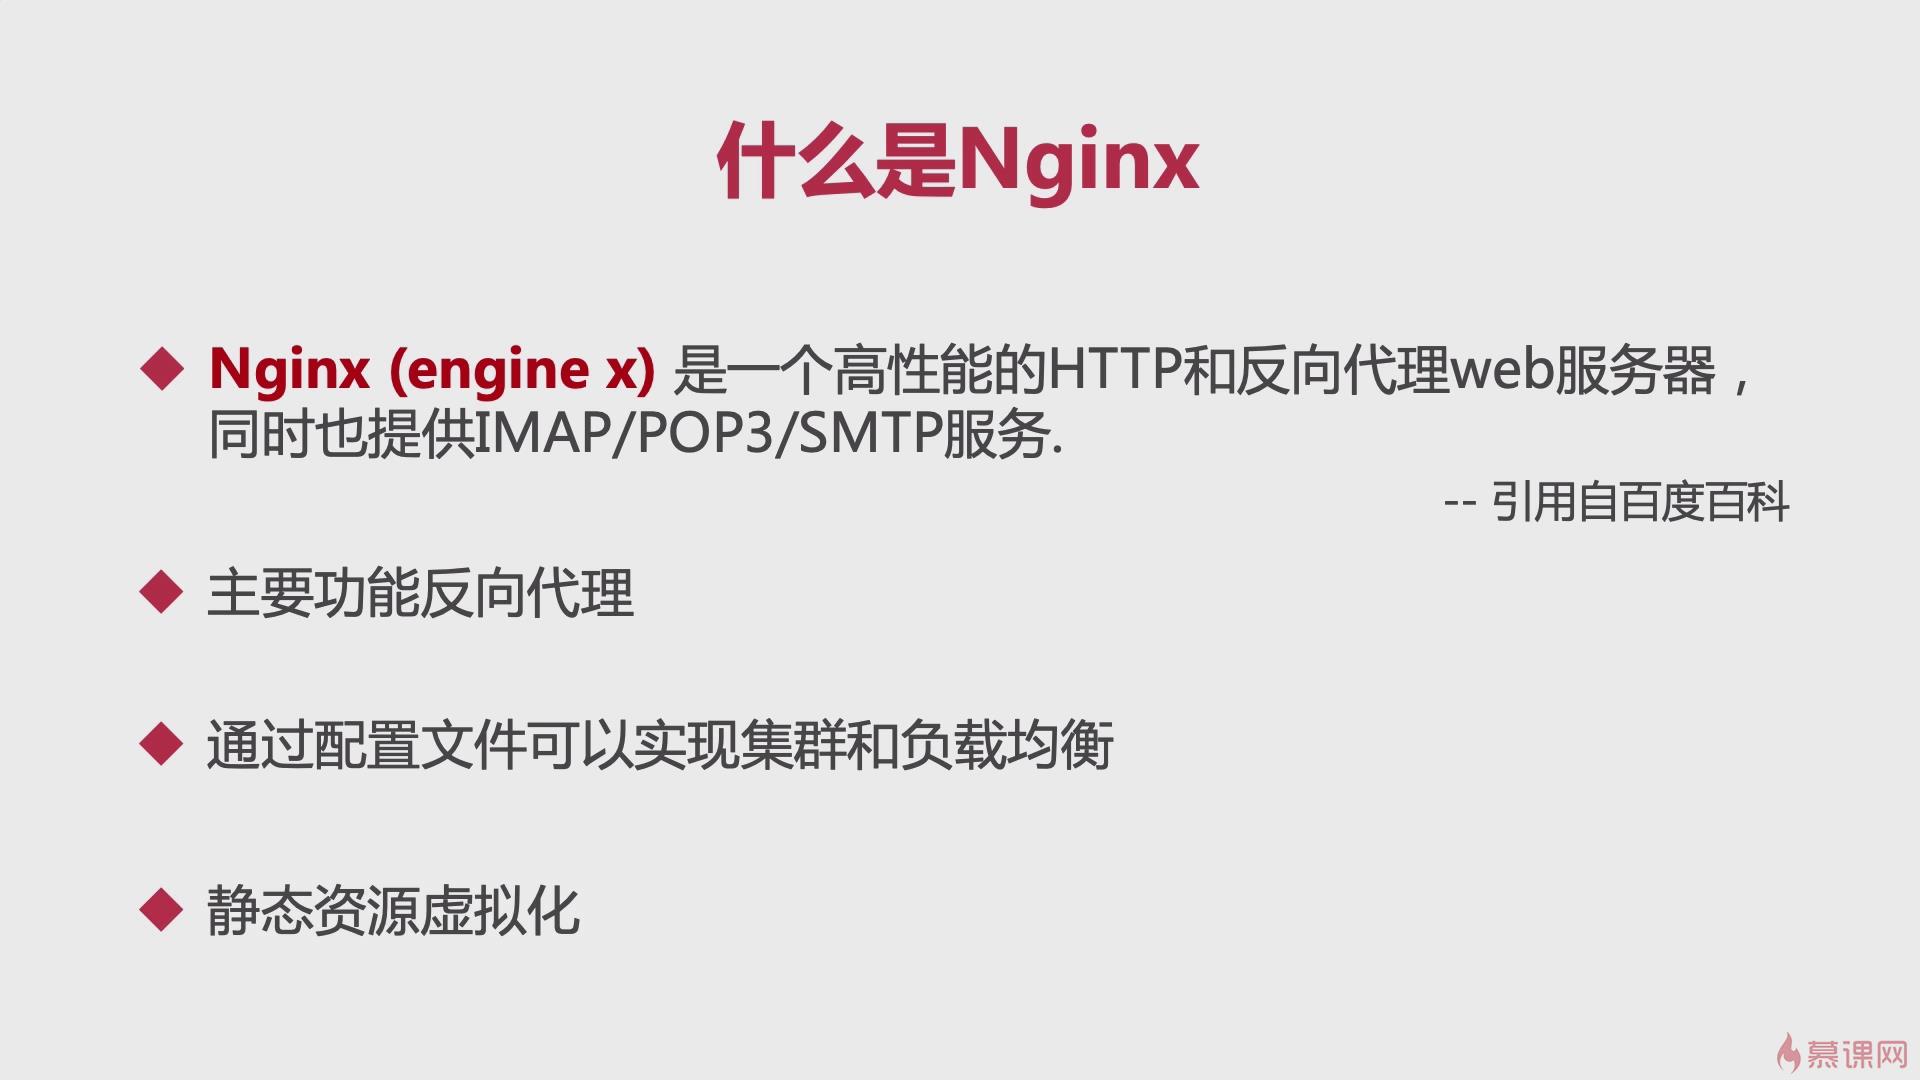 什么是Nginx
Nginx (engine x) 是一个高性能的HTTP和反向代理web服务器，
同时也提供IMAP/POP3/SMTP服务.
-- 引用自百度百科
主要功能反向代理
通过配置文件可以实现集群和负载均衡
静态资源虚拟化
慕课网